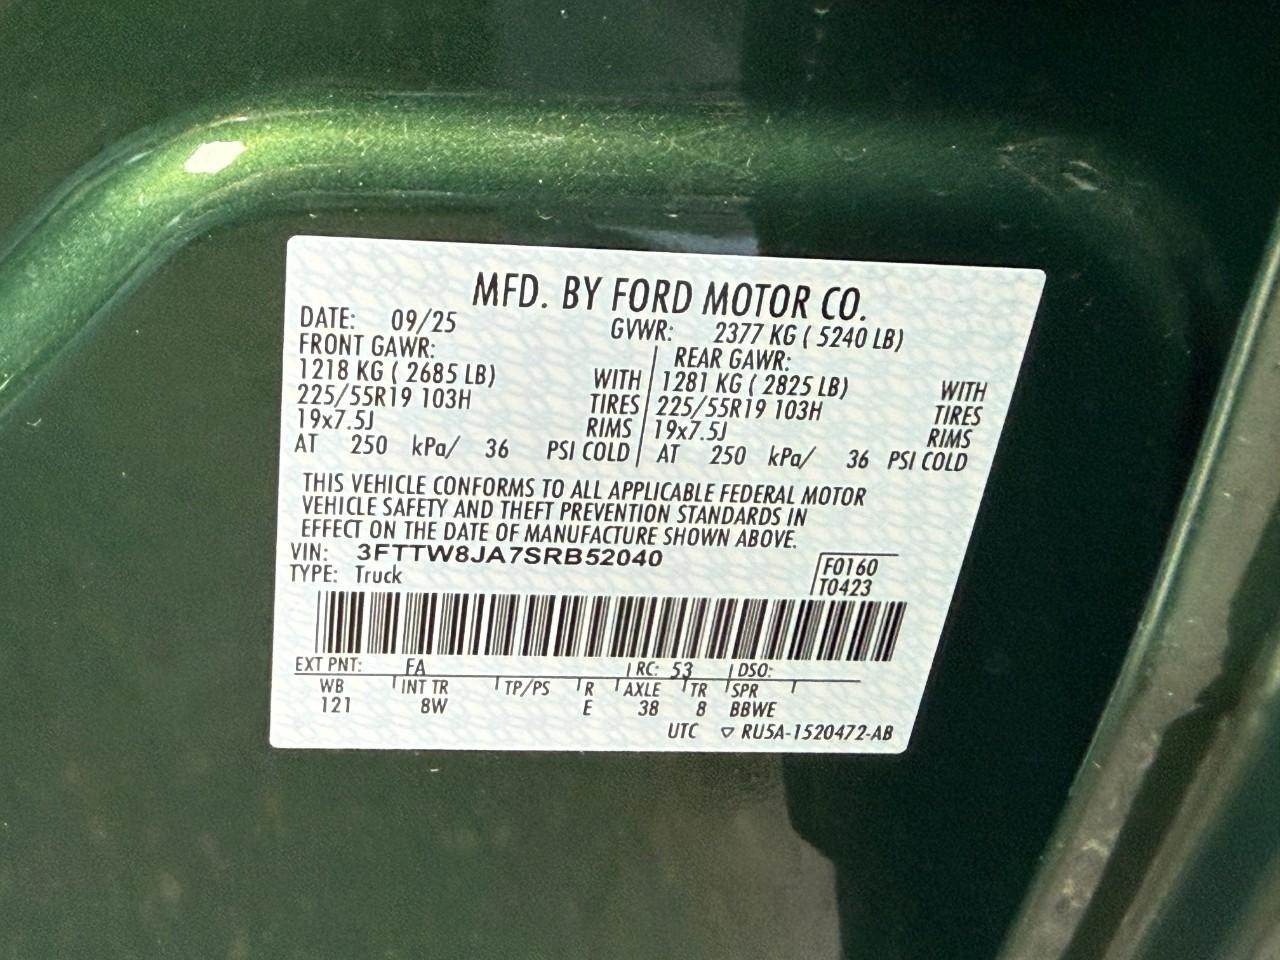 MFD. BY FORD MOTOR CO.
DATE: 09/25 GVWR: 2377 KG ( 5240 LB)
FRONT GAWR: REAR GAWR:
1218 KG ( 2685 LB) WITH 1281 KG ( 2825 LB) WITH
225/55R19 103H TIRES 225/55R19 103H TIRES
19x7.5J RIMS 19x7.5J RIMS
AT 250 kPa/ 36 PSI COLD AT 250 kPa/ 36 PSI COLD
THIS VEHICLE CONFORMS TO ALL APPLICABLE FEDERAL MOTOR
VEHICLE SAFETY AND THEFT PREVENTION STANDARDS IN
EFFECT ON THE DATE OF MANUFACTURE SHOWN ABOVE.
VIN: 3FTTW8JA7SRB52040
TYPE: Truck
F0160
T0423
EXT PNT: FA RC: 53 DSO:
WB INT TR TP/PS R AXLE TR SPR
121 8W E 38 8 BBWE
UTC ▽ RU5A-1520472-AB